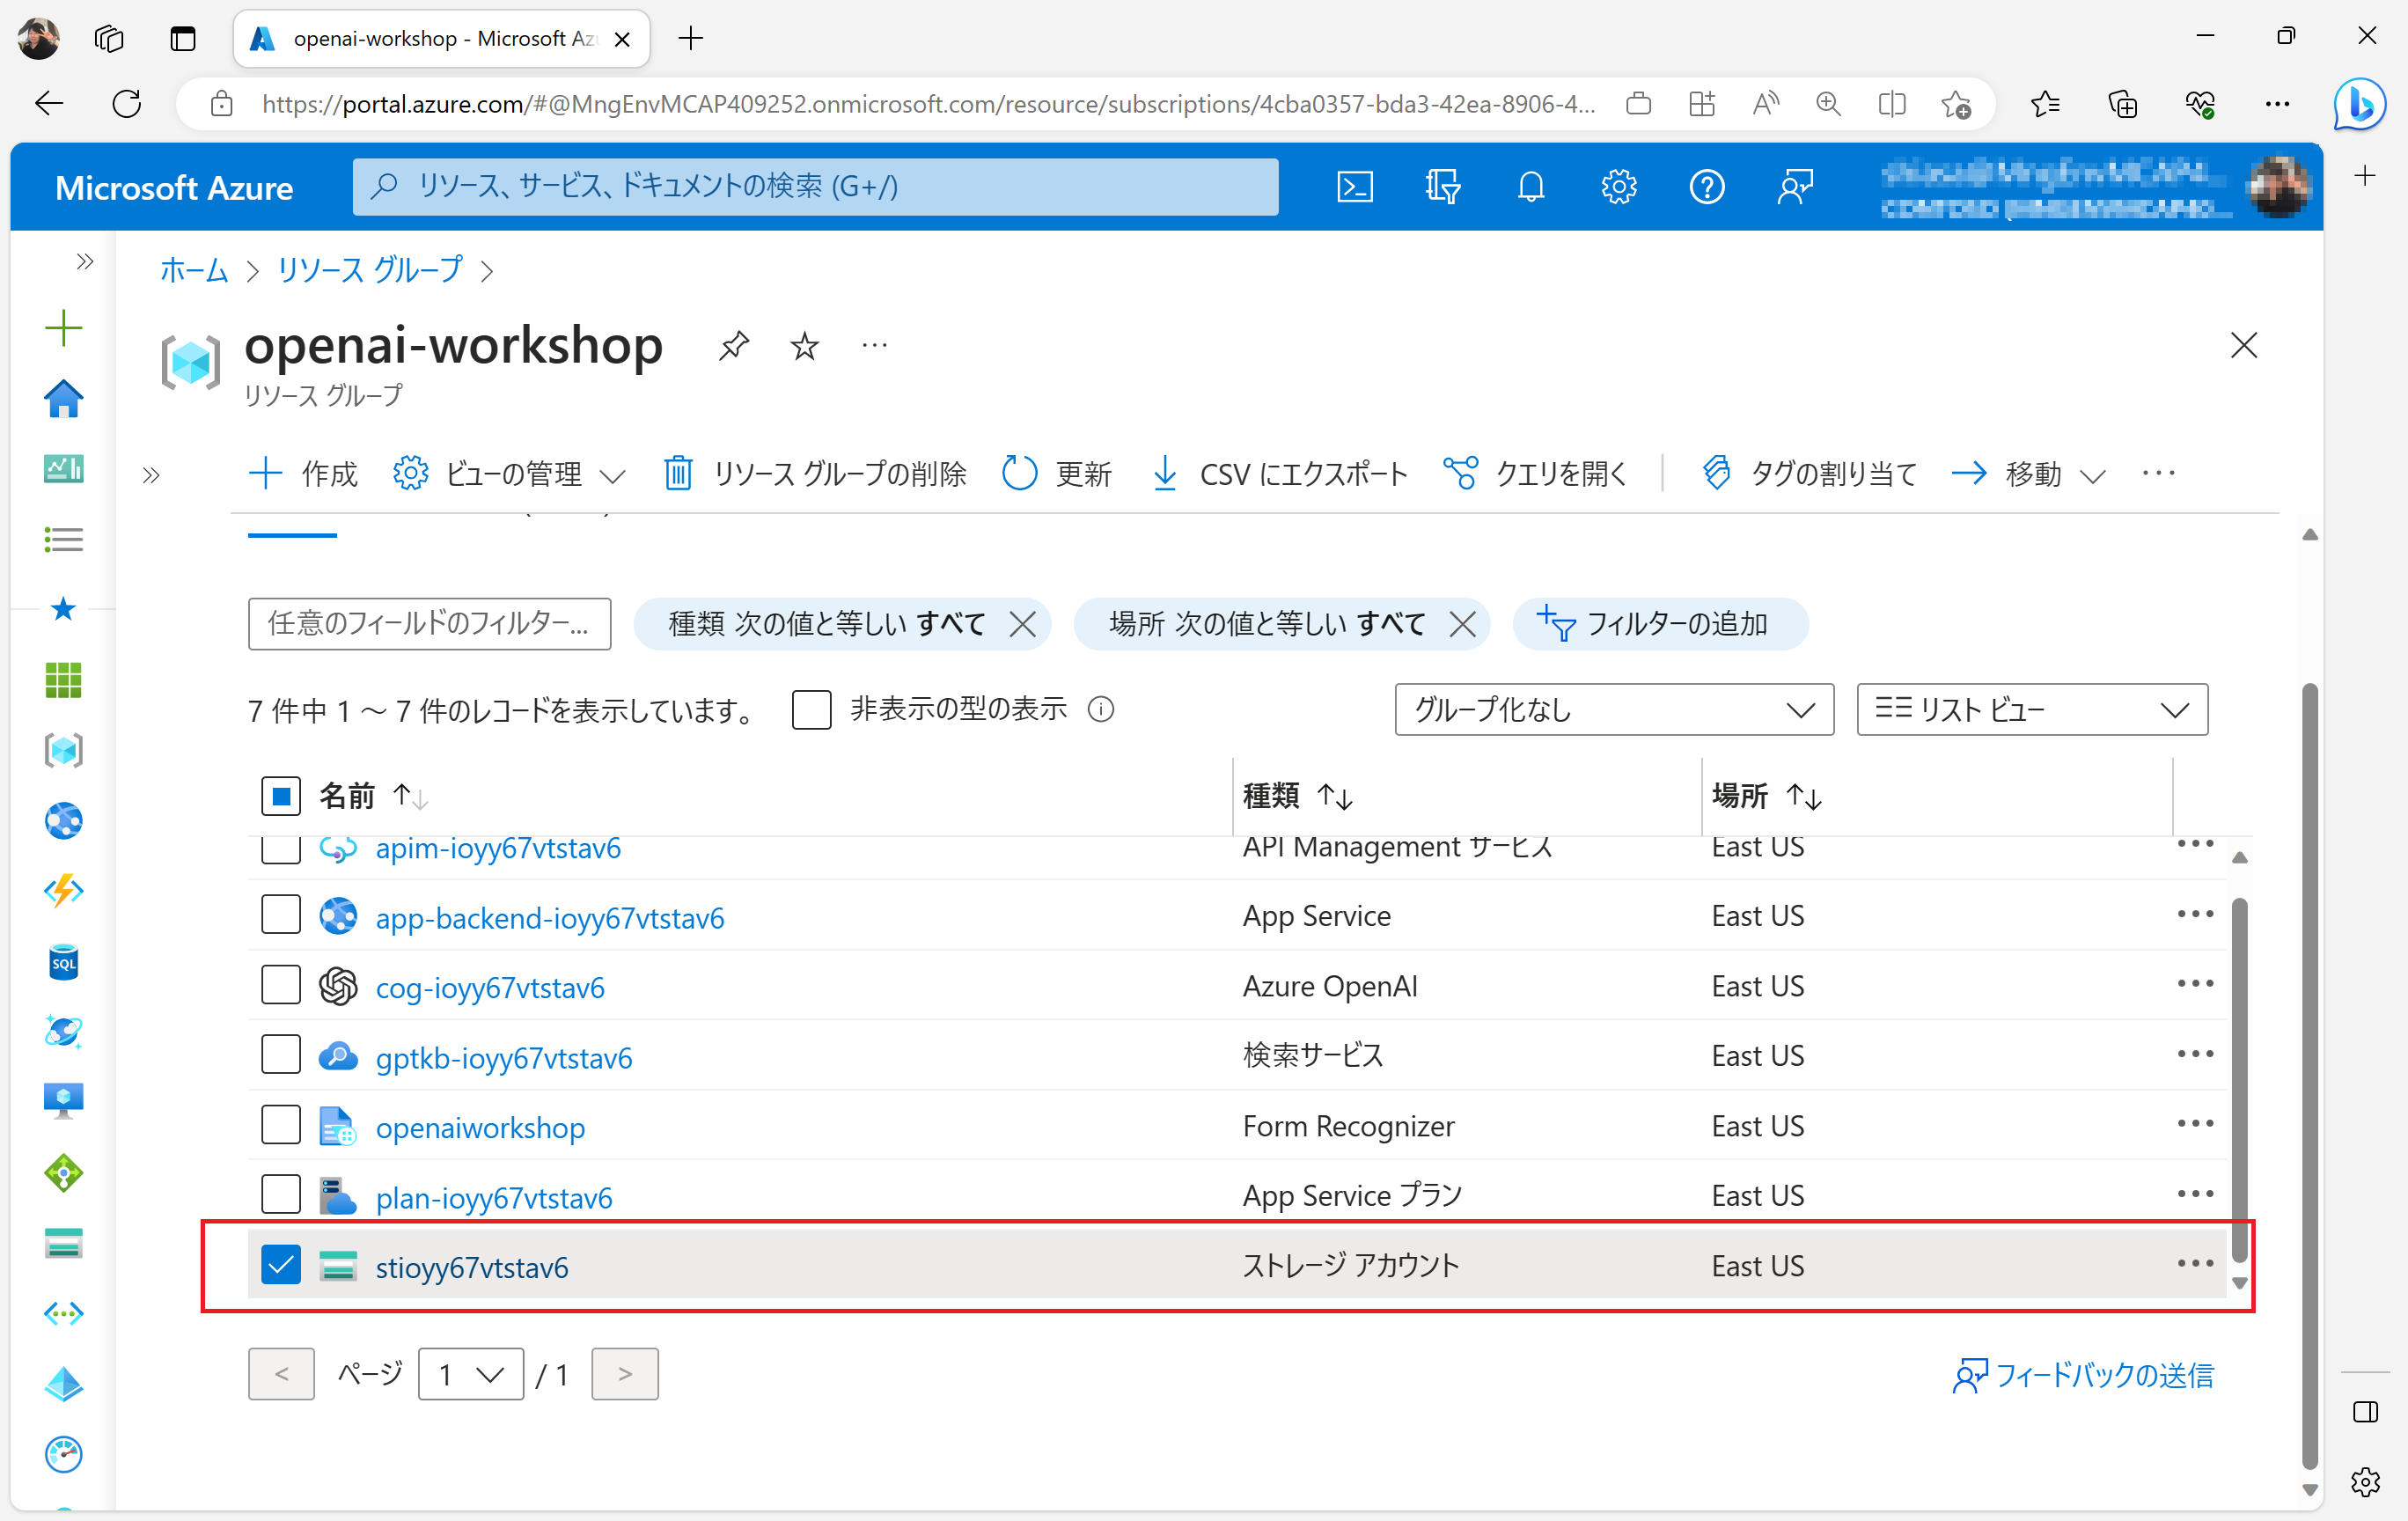 openai-workshop - Microsoft Az
https://portal.azure.com/#@MngEnvMCAP409252.onmicrosoft.com/resource/subscriptions/4cba0357-bda3-42ea-8906-4...
Microsoft Azure
リソース、サービス、ドキュメントの検索 (G+/)
ホーム > リソース グループ >
openai-workshop
リソース グループ
作成 ビューの管理 リソース グループの削除 更新 CSV にエクスポート クエリを開く タグの割り当て 移動
任意のフィールドのフィルター... 種類 次の値と等しい すべて 場所 次の値と等しい すべて フィルターの追加
7 件中 1 ～ 7 件のレコードを表示しています。 非表示の型の表示 グループ化なし リスト ビュー
名前 ↑↓ 種類 ↑↓ 場所 ↑↓
apim-ioyy67vtstav6 API Management サービス East US
app-backend-ioyy67vtstav6 App Service East US
cog-ioyy67vtstav6 Azure OpenAI East US
gptkb-ioyy67vtstav6 検索サービス East US
openaiworkshop Form Recognizer East US
plan-ioyy67vtstav6 App Service プラン East US
stioyy67vtstav6 ストレージ アカウント East US
< ページ 1 / 1 > フィードバックの送信
SQL